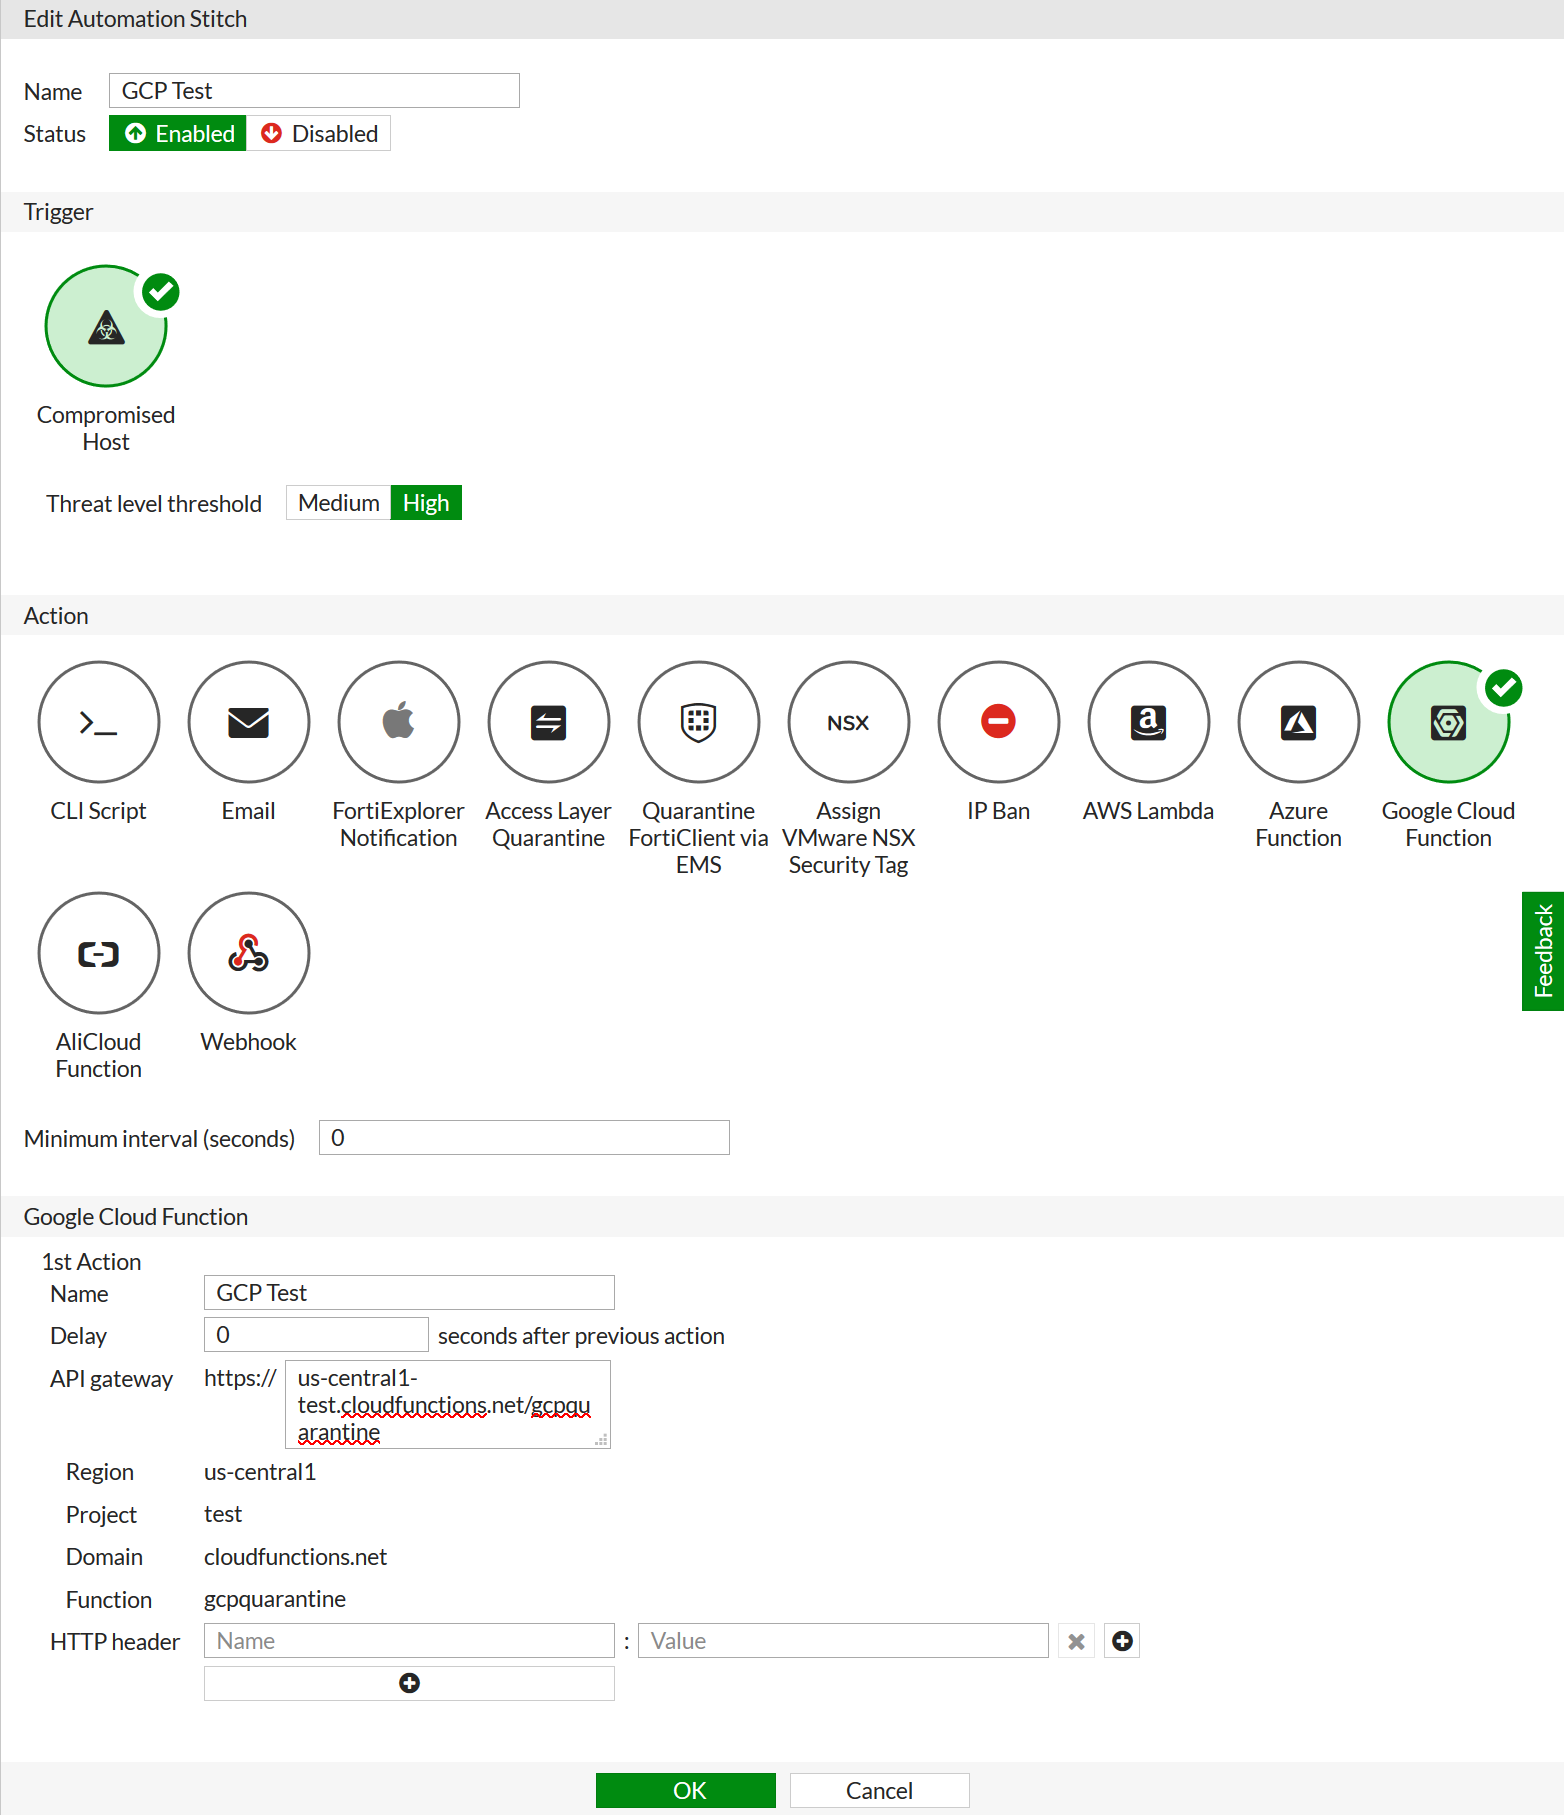 Edit Automation Stitch
Name GCP Test
Status Enabled Disabled
Trigger
Compromised
Host
Threat level threshold Medium High
Action
NSX a
CLI Script Email FortiExplorer Access Layer Quarantine Assign IP Ban AWS Lambda Azure Google Cloud
Notification Quarantine FortiClient via VMware NSX Function Function
EMS Security Tag
Feedback
AliCloud Webhook
Function
Minimum interval (seconds) 0
Google Cloud Function
1st Action
Name GCP Test
Delay 0 seconds after previous action
API gateway https:// us-central1-
test.cloudfunctions.net/gcpqu
arantine
Region us-central1
Project test
Domain cloudfunctions.net
Function gcpquarantine
HTTP header Name : Value
OK Cancel